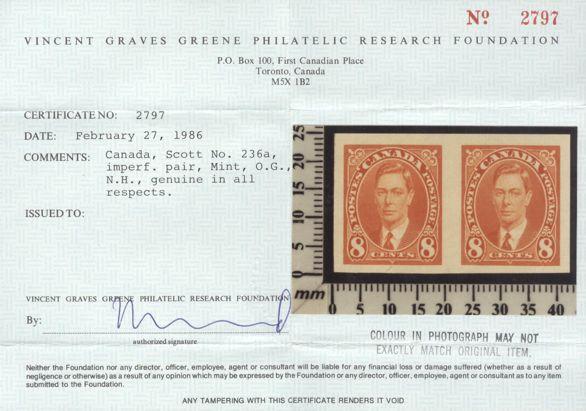 No 2797
VINCENT GRAVES GREENE PHILATELIC RESEARCH FOUNDATION
P.O. Box 100, First Canadian Place
Toronto, Canada
M5X 1B2
CERTIFICATE NO: 2797
DATE: February 27, 1986
COMMENTS: Canada, Scott No. 236a,
imperf. pair, Mint, O.G.,
N.H., genuine in all
respects.
ISSUED TO:
25
20
15
10
5
mm
POSTES CANADA POSTAGE
8 CENTS 8
POSTES CANADA POSTAGE
8 CENTS 8
0 5 10 15 20 25 30 35 40
VINCENT GRAVES GREENE PHILATELIC RESEARCH FOUNDATION
By:
authorized signature
COLOUR IN PHOTOGRAPH MAY NOT
EXACTLY MATCH ORIGINAL ITEM.
Neither the Foundation nor any director, officer, employee, agent or consultant will be liable for any financial loss or damage suffered (whether as a result of
negligence or otherwise) as a result of any opinion which may be expressed by the Foundation or any director, officer, employee, agent or consultant as to any item
submitted to the Foundation.
ANY TAMPERING WITH THIS CERTIFICATE RENDERS IT VOID